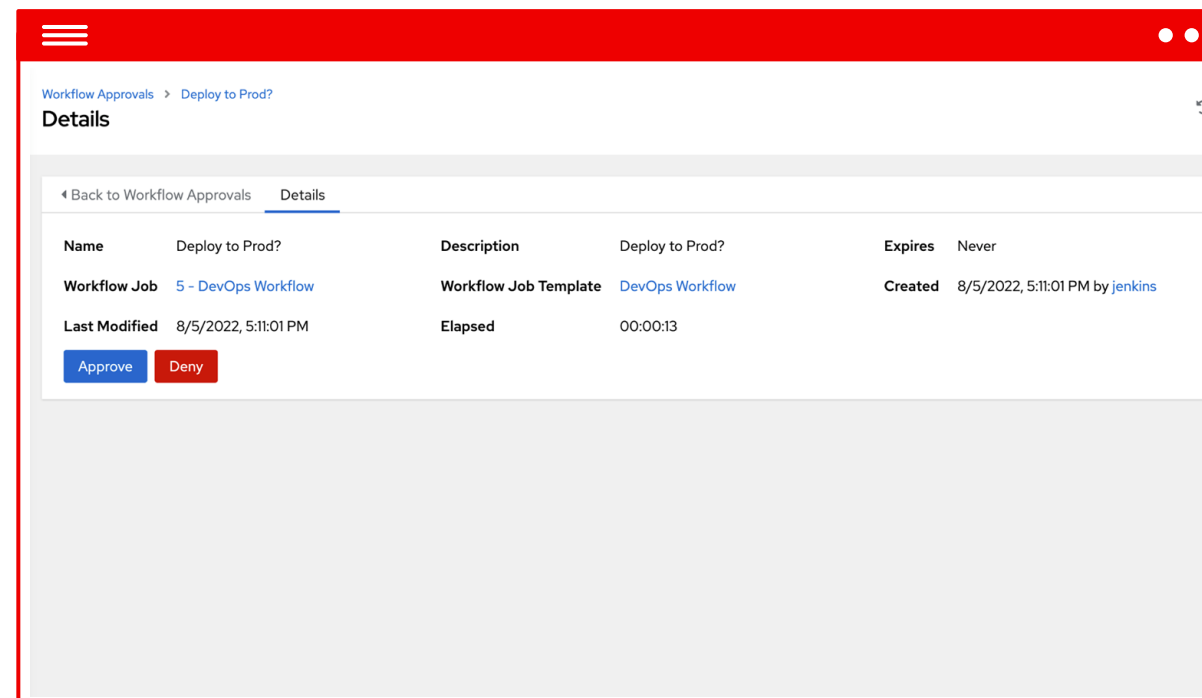 Workflow Approvals > Deploy to Prod?
Details
Back to Workflow Approvals Details
Name Deploy to Prod? Description Deploy to Prod? Expires Never
Workflow Job 5 - DevOps Workflow Workflow Job Template DevOps Workflow Created 8/5/2022, 5:11:01 PM by jenkins
Last Modified 8/5/2022, 5:11:01 PM Elapsed 00:00:13
Approve Deny